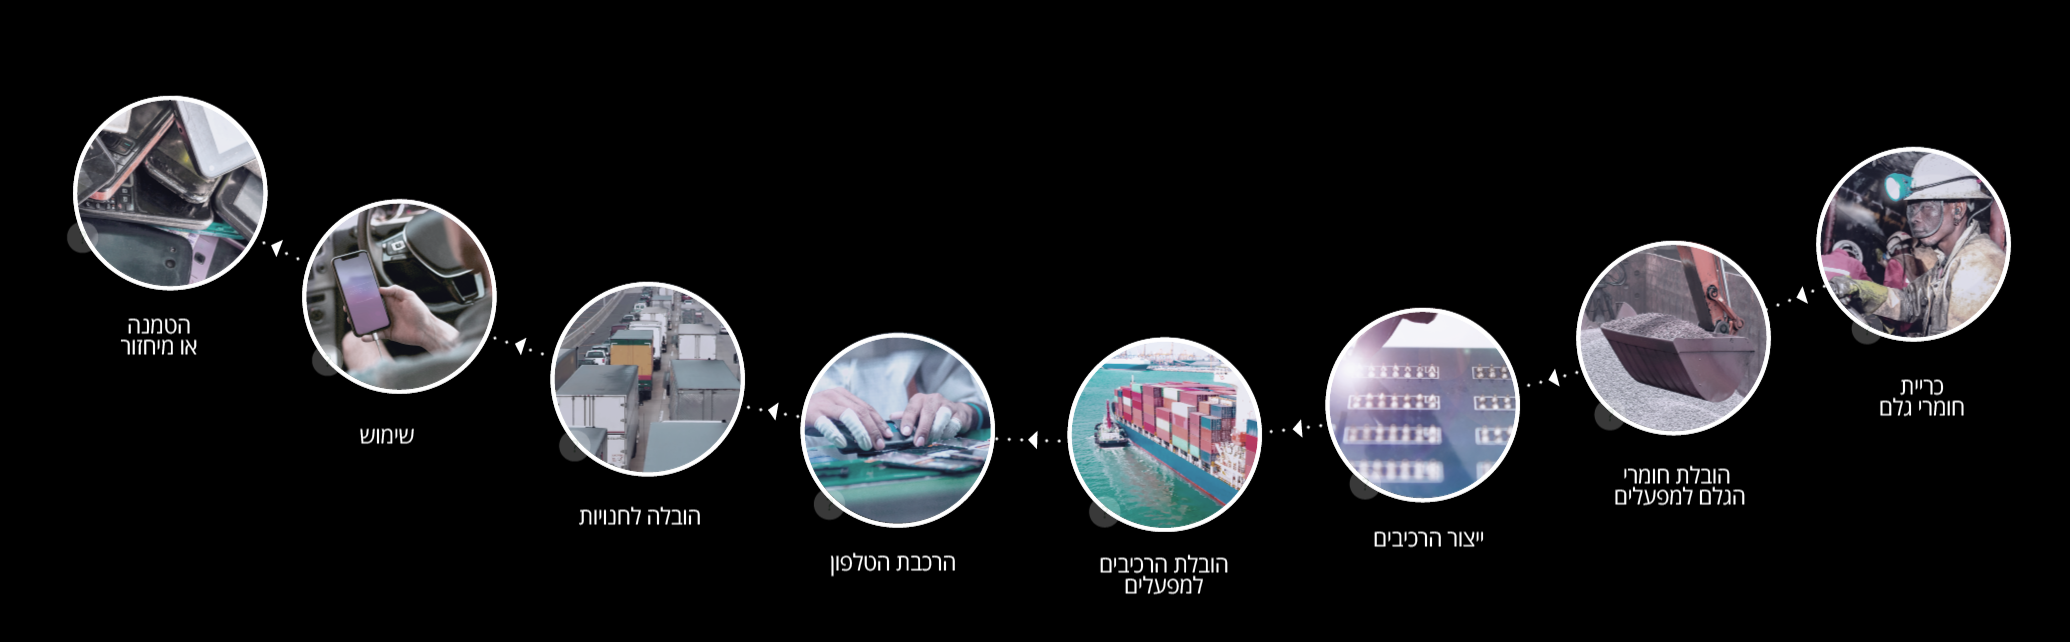 כריית
חומרי גלם
הובלת חומרי
הגלם למפעלים
ייצור הרכיבים
הובלת הרכיבים
למפעלים
הרכבת הטלפון
הובלה לחנויות
שימוש
הטמנה
או מיחזור